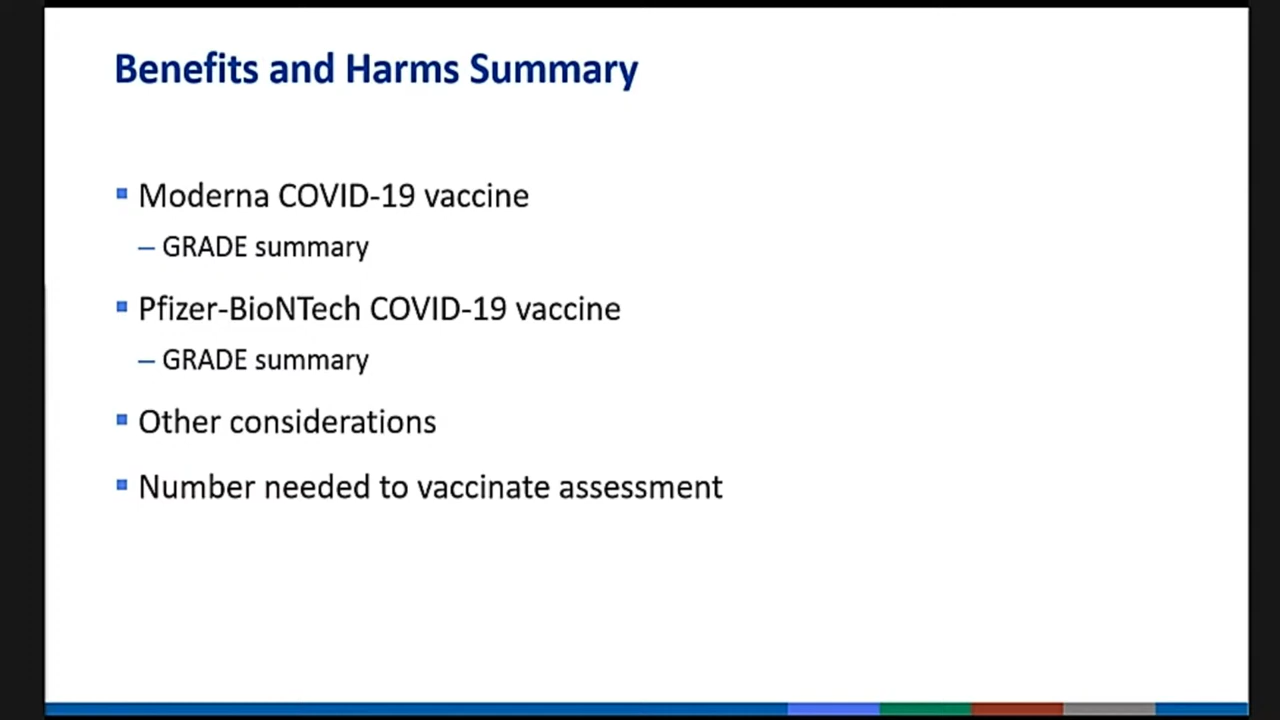 Benefits and Harms Summary
Moderna COVID-19 vaccine
– GRADE summary
Pfizer-BioNTech COVID-19 vaccine
– GRADE summary
Other considerations
Number needed to vaccinate assessment